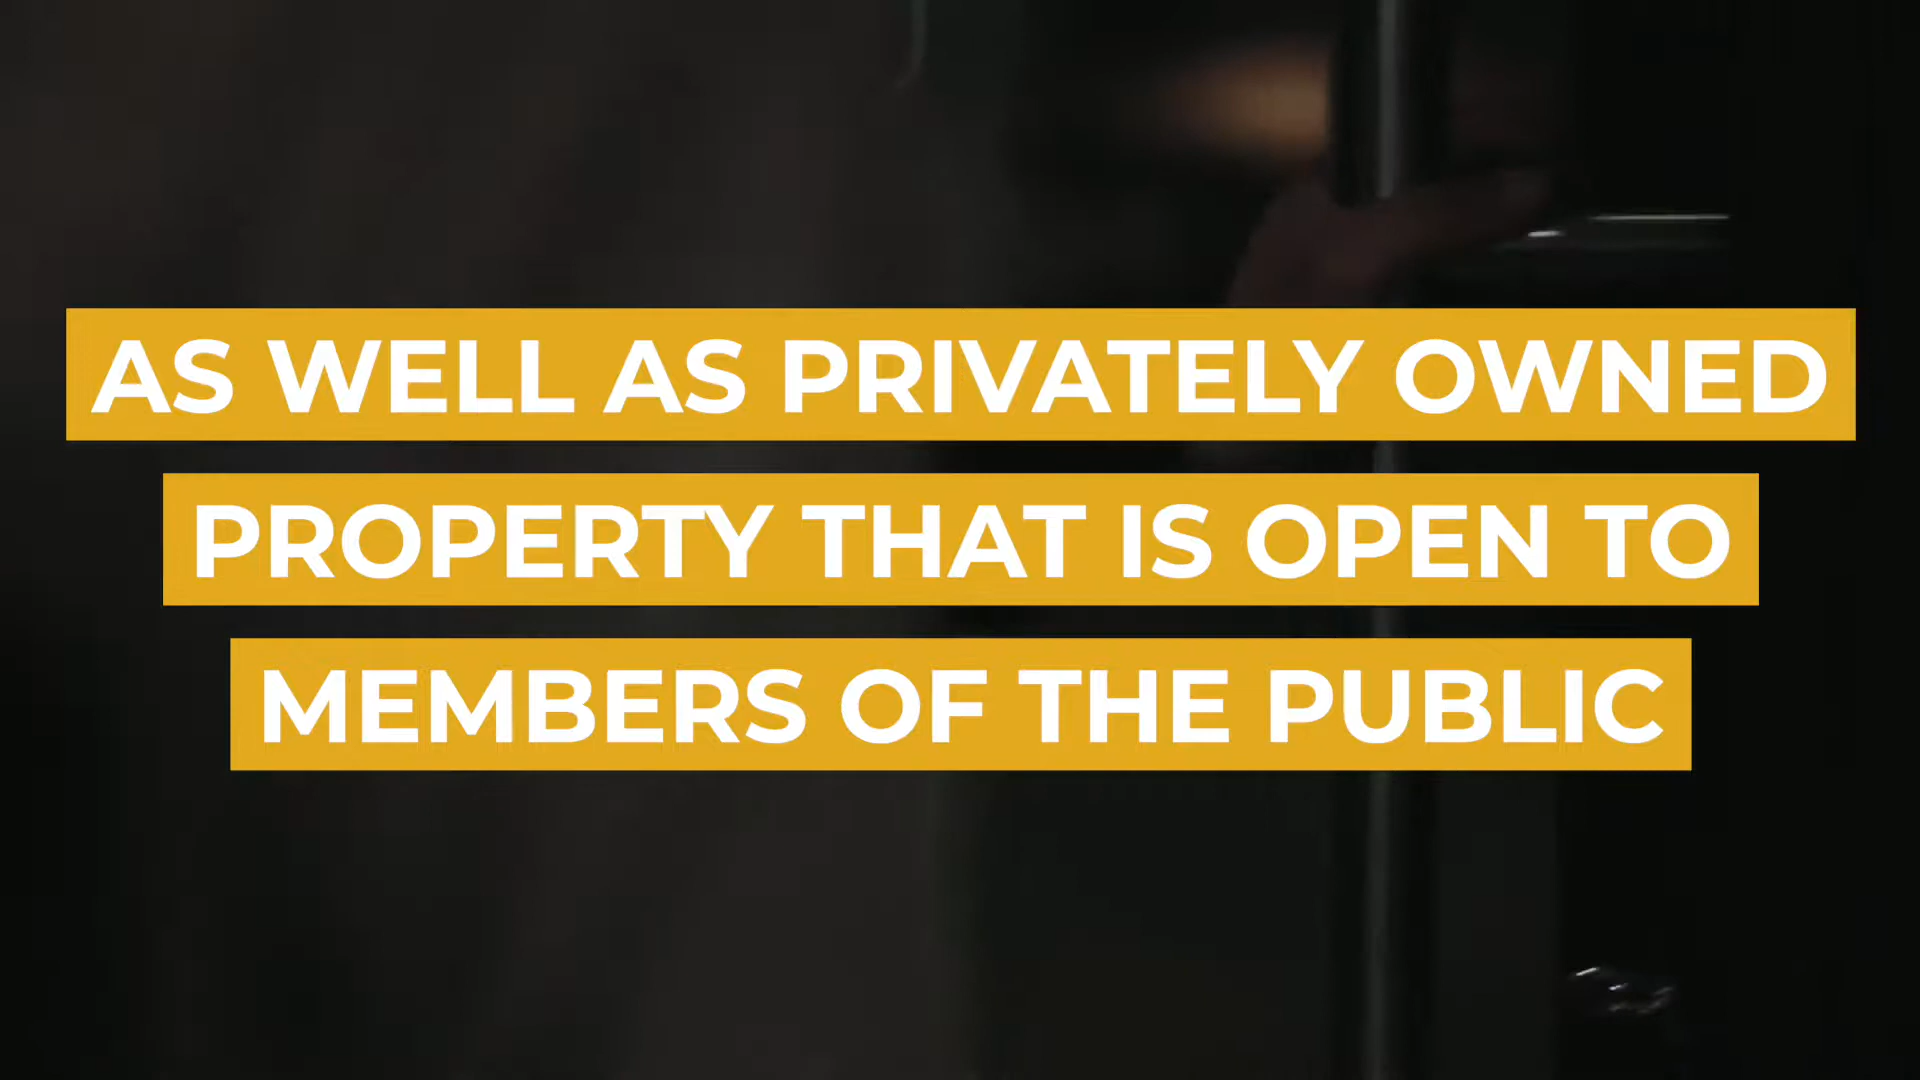 AS WELL AS PRIVATELY OWNED
PROPERTY THAT IS OPEN TO
MEMBERS OF THE PUBLIC